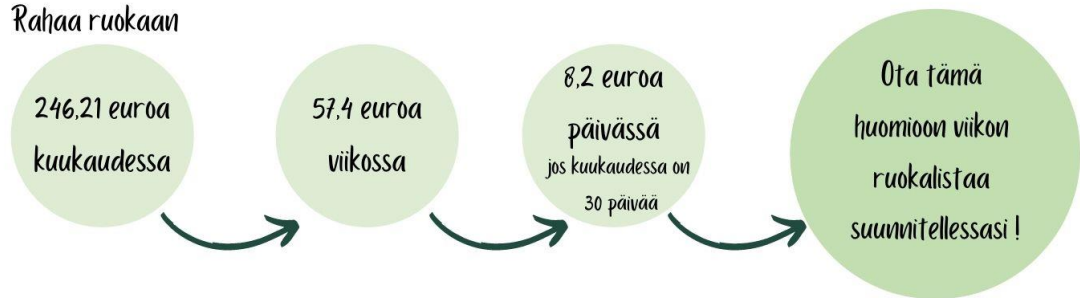 Rahaa ruokaan
246,21 euroa
kuukaudessa
57,4 euroa
viikossa
8,2 euroa
päivässä
jos kuukaudessa on
30 päivää
Ota tämä
huomioon viikon
ruokalistaa
suunnitellessasi !